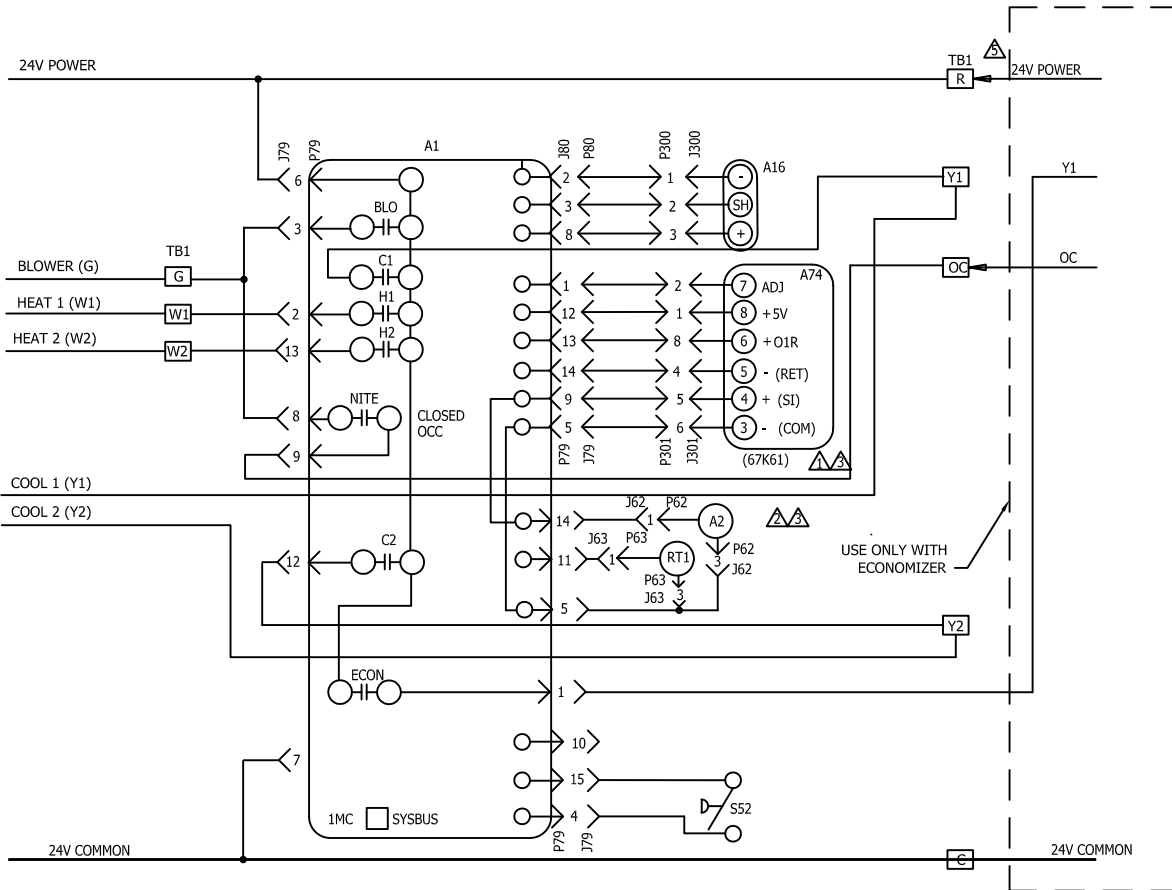 24V POWER
TB1
R
5
24V POWER
J79
P79
A1
J80
P80
P300
J300
A16
6
2
1
-
Y1
Y1
BLO
3
3
2
SH
8
3
+
TB1
BLOWER (G)
G
C1
OC
OC
A74
1
2
7 ADJ
HEAT 1 (W1)
W1
2
H1
12
1
8 +5V
HEAT 2 (W2)
W2
13
H2
13
8
6 +O1R
14
4
5 - (RET)
NITE
8
CLOSED
OCC
9
5
4 + (SI)
5
6
3 - (COM)
9
P79
J79
P301
J301
(67K61)
1
3
COOL 1 (Y1)
COOL 2 (Y2)
J62
P62
14
1
A2
2
3
J63
P63
11
1
RT1
P62
3
J62
USE ONLY WITH
ECONOMIZER
12
C2
P63
3
J63
5
Y2
ECON
1
10
7
15
S52
1MC
SYSBUS
4
P79
J79
24V COMMON
C
24V COMMON